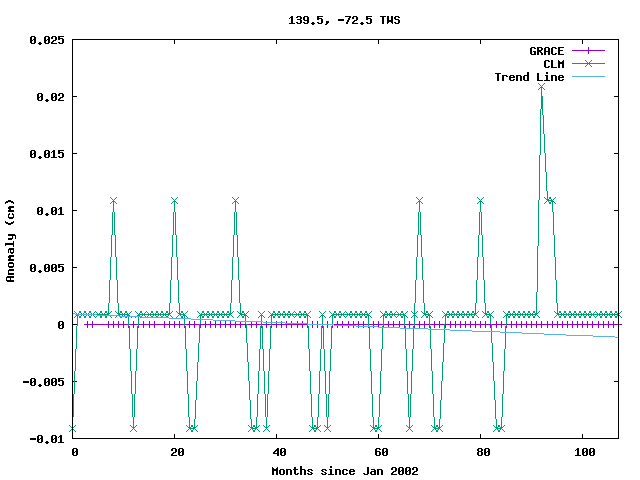 139.5, -72.5 TWS
GRACE
CLM
Trend Line
0.025
0.02
0.015
0.01
0.005
0
-0.005
-0.01
Anomaly (cm)
0 20 40 60 80 100
Months since Jan 2002